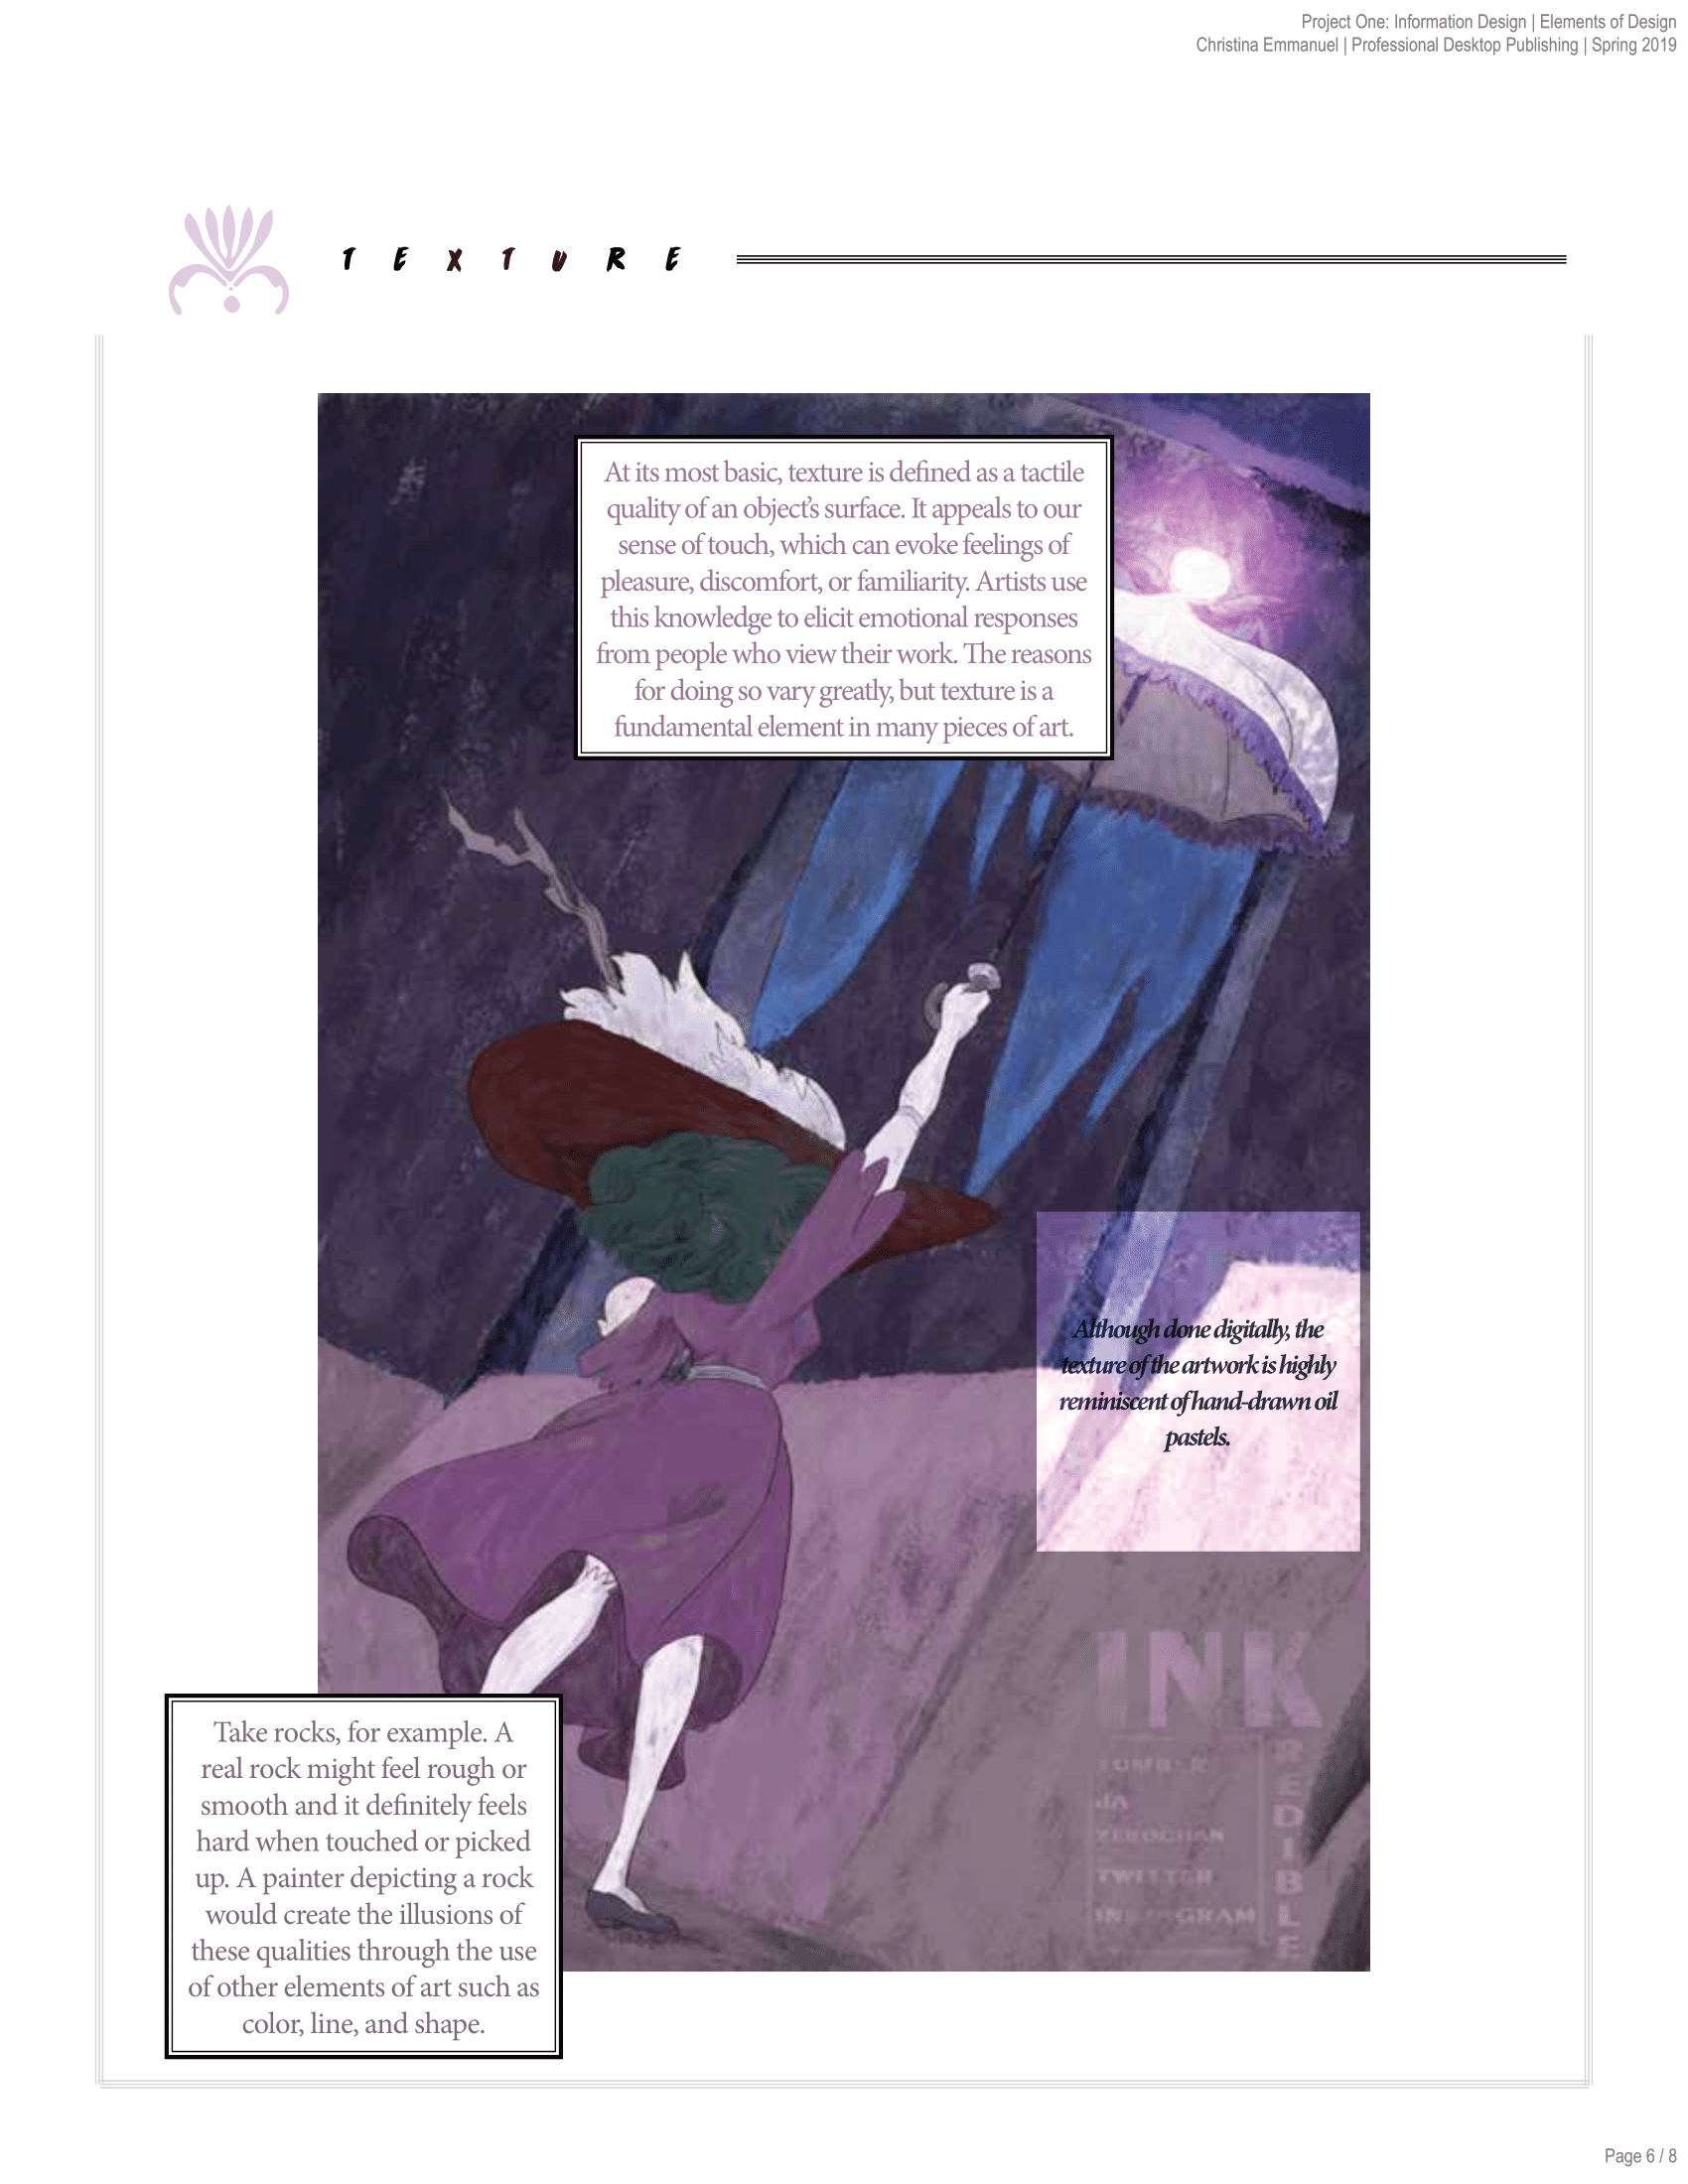 Project One: Information Design | Elements of Design
Christina Emmanuel | Professional Desktop Publishing | Spring 2019
TEXTURE
At its most basic, texture is defined as a tactile
quality of an object's surface. It appeals to our
sense of touch, which can evoke feelings of
pleasure, discomfort, or familiarity. Artists use
this knowledge to elicit emotional responses
from people who view their work. The reasons
for doing so vary greatly, but texture is a
fundamental element in many pieces of art.
Although done digitally, the
texture of the artwork is highly
reminiscent of hand-drawn oil
pastels.
INK
REDIBLE
TUMBLR
dA
ZEROCHAN
TWITTER
INSTAGRAM
Take rocks, for example. A
real rock might feel rough or
smooth and it definitely feels
hard when touched or picked
up. A painter depicting a rock
would create the illusions of
these qualities through the use
of other elements of art such as
color, line, and shape.
Page 6 / 8